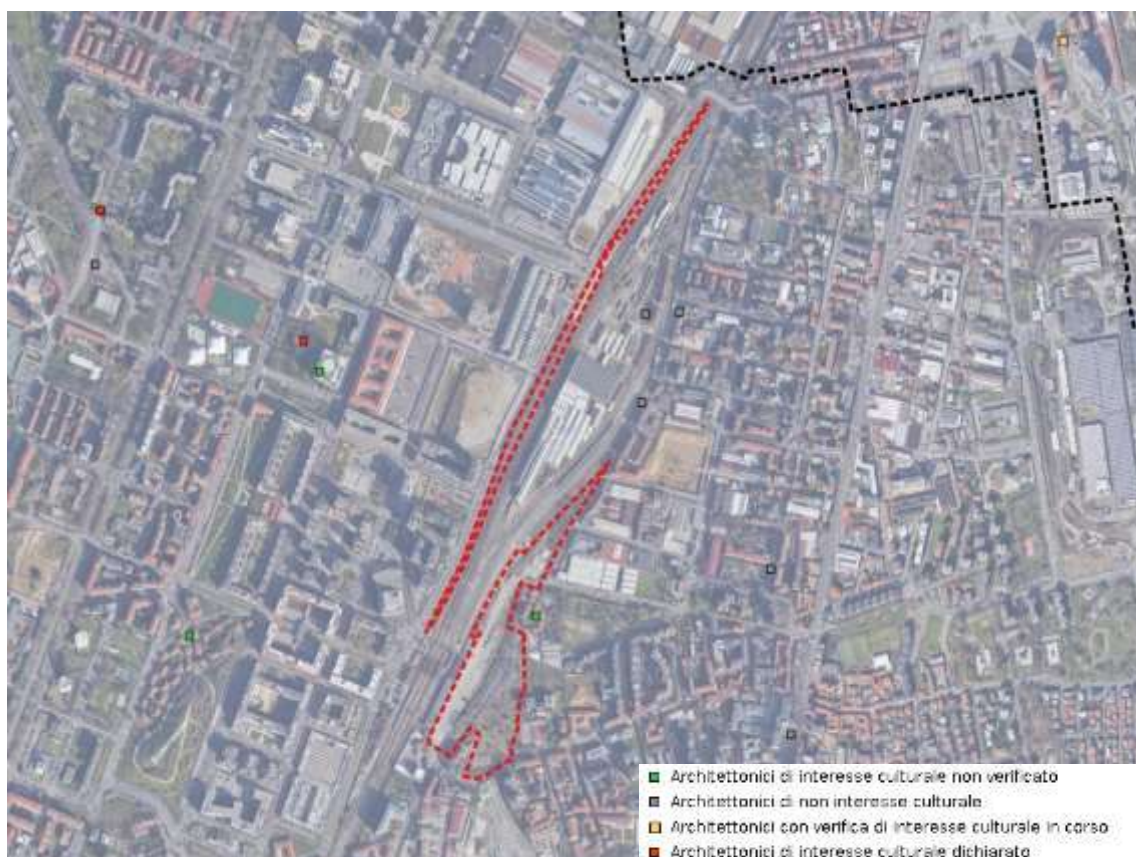 Architettonici di interesse culturale non verificato
Architettonici di non interesse culturale
Architettonici con verifica di interesse culturale in corso
Architettonici di interesse culturale dichiarato